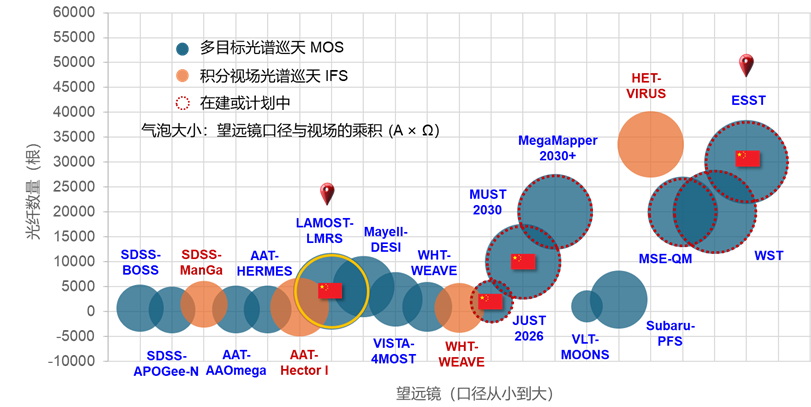 60000
55000
50000
45000
40000
35000
30000
25000
20000
15000
10000
5000
0
-5000
-10000
光纤数量（根）
多目标光谱巡天 MOS
积分视场光谱巡天 IFS
在建或计划中
气泡大小：望远镜口径与视场的乘积 (A × Ω)
SDSS-
BOSS
SDSS-
ManGa
AAT-
HERMES
LAMOST-
LMRS
Mayell-
DESI
WHT-
WEAVE
MUST
2030
MegaMapper
2030+
HET-
VIRUS
ESST
SDSS-
APOGee-N
AAT-
AAOmega
AAT-
Hector I
VISTA-
4MOST
WHT-
WEAVE
JUST
2026
VLT-
MOONS
Subaru-
PFS
MSE-QM
WST
望远镜（口径从小到大）